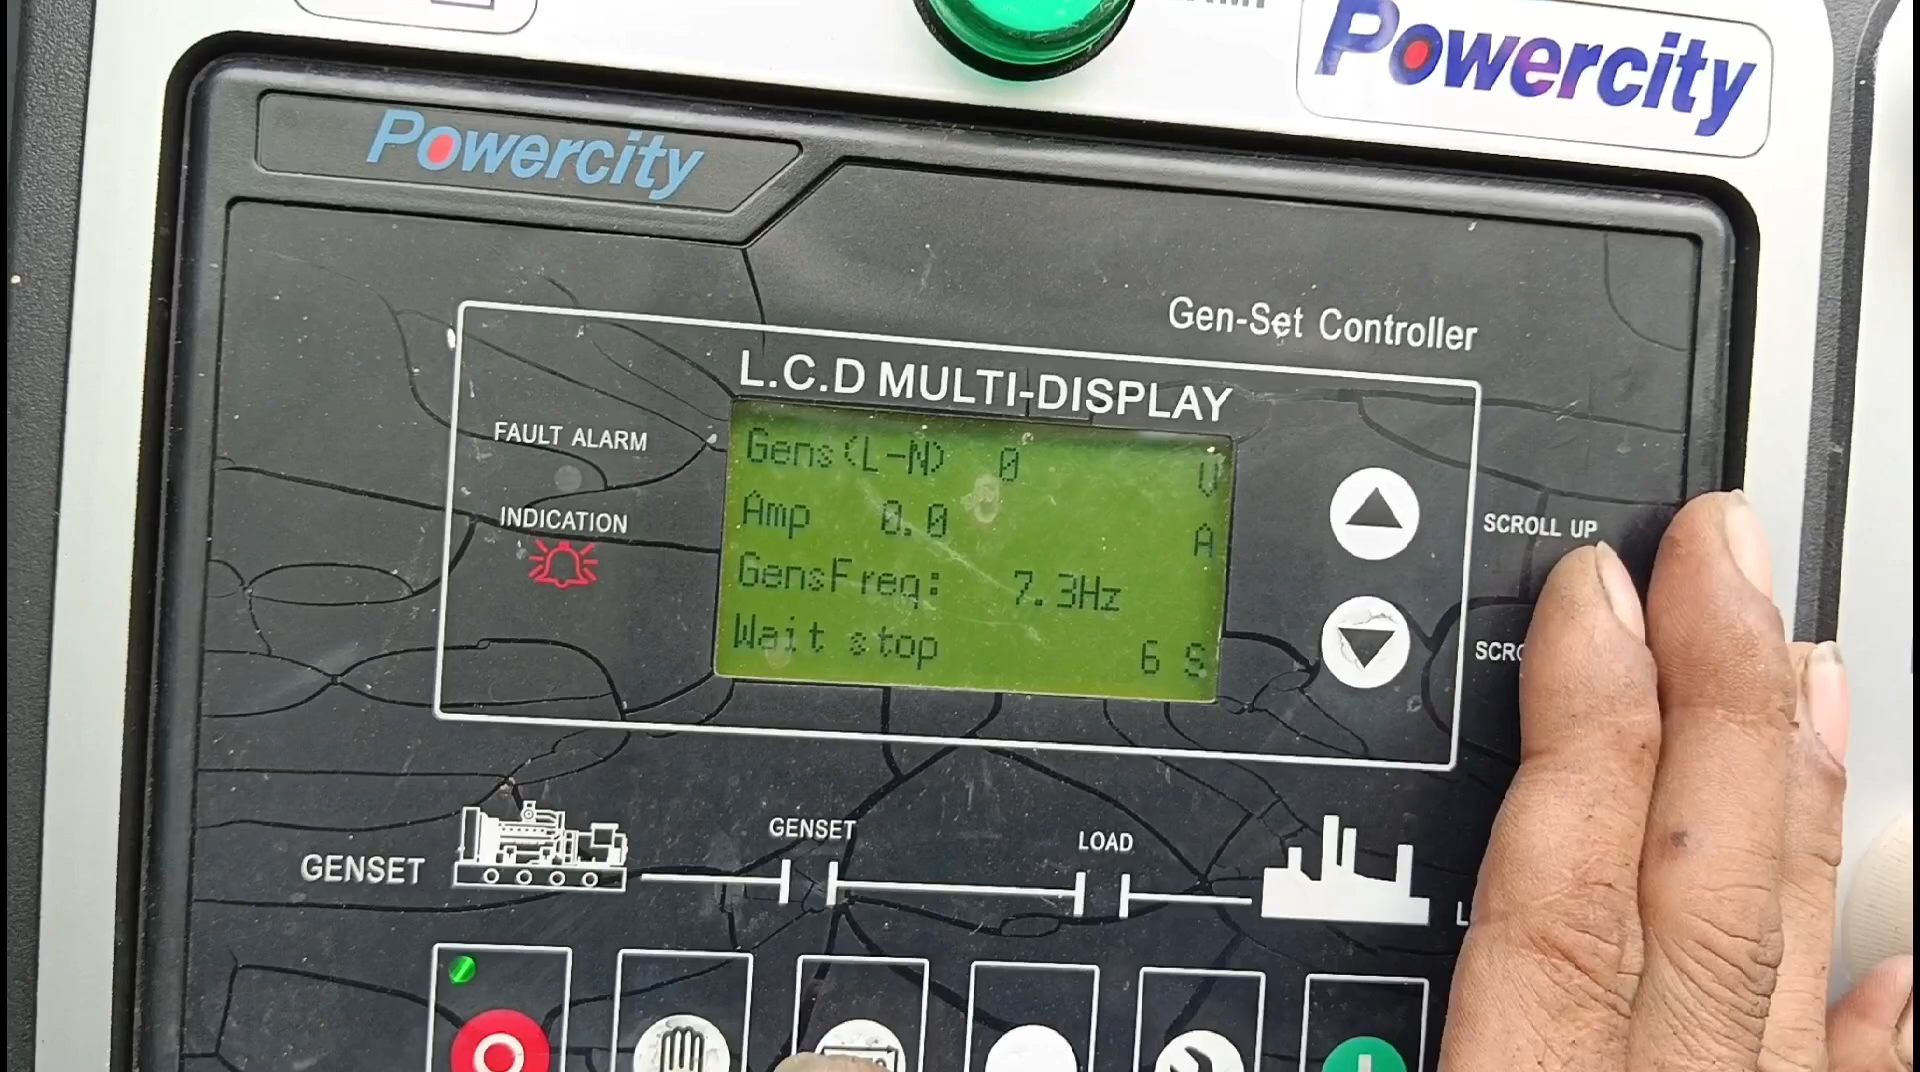 Powercity
Powercity
Gen-Set Controller
L.C.D MULTI-DISPLAY
FAULT ALARM
INDICATION
Gens(L-N) 0 V
Amp 0.0 A
GensFreq: 7.3Hz
Wait stop 6 S
SCROLL UP
GENSET
GENSET
LOAD